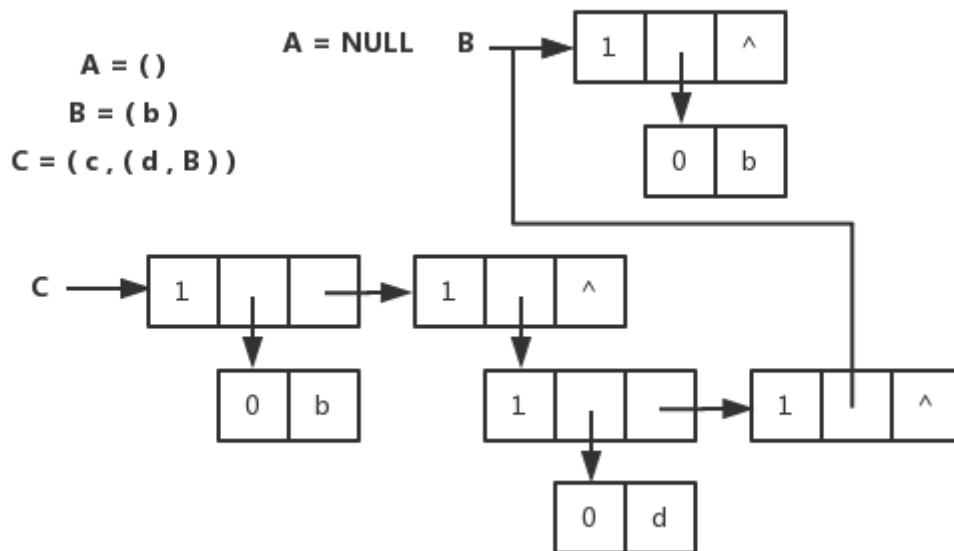 A = NULL B
1 ^
A = ( )
B = ( b )
C = ( c , ( d , B ) )
0 b
C 1 1 ^
0 b 1 1 ^
0 d